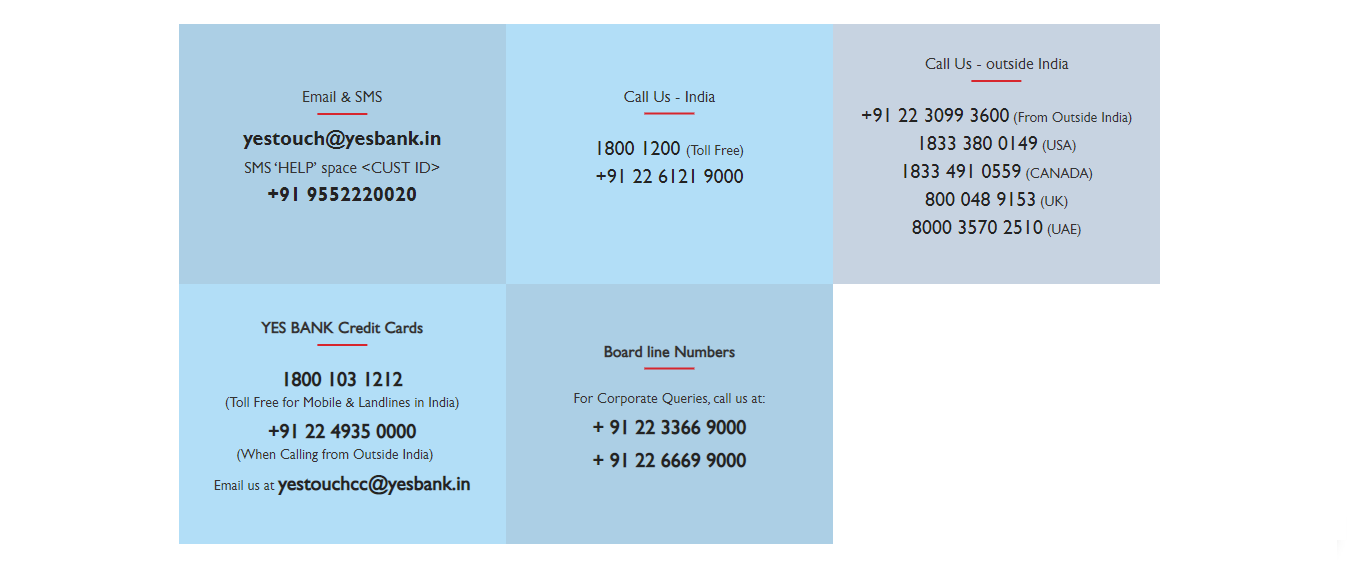 Email & SMS
yestouch@yesbank.in
SMS ‘HELP’ space <CUST ID>
+91 9552220020
Call Us - India
1800 1200 (Toll Free)
+91 22 6121 9000
Call Us - outside India
+91 22 3099 3600 (From Outside India)
1833 380 0149 (USA)
1833 491 0559 (CANADA)
800 048 9153 (UK)
8000 3570 2510 (UAE)
YES BANK Credit Cards
1800 103 1212
(Toll Free for Mobile & Landlines in India)
+91 22 4935 0000
(When Calling from Outside India)
Email us at yestouchcc@yesbank.in
Board line Numbers
For Corporate Queries, call us at:
+ 91 22 3366 9000
+ 91 22 6669 9000